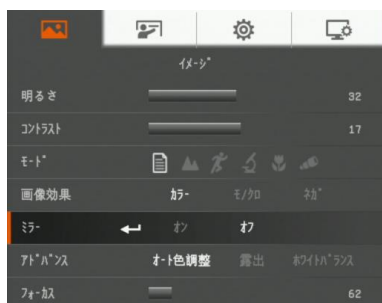 ｲﾒｰｼﾞ
明るさ 32
ｺﾝﾄﾗｽﾄ 17
ﾓｰﾄﾞ
画像効果 ｶﾗｰ ﾓﾉｸﾛ ﾈｶﾞ
ﾐﾗｰ ｵﾝ ｵﾌ
ｱﾄﾞﾊﾞﾝｽ ｵｰﾄ色調整 露出 ﾎﾜｲﾄﾊﾞﾗﾝｽ
ﾌｫｰｶｽ 62